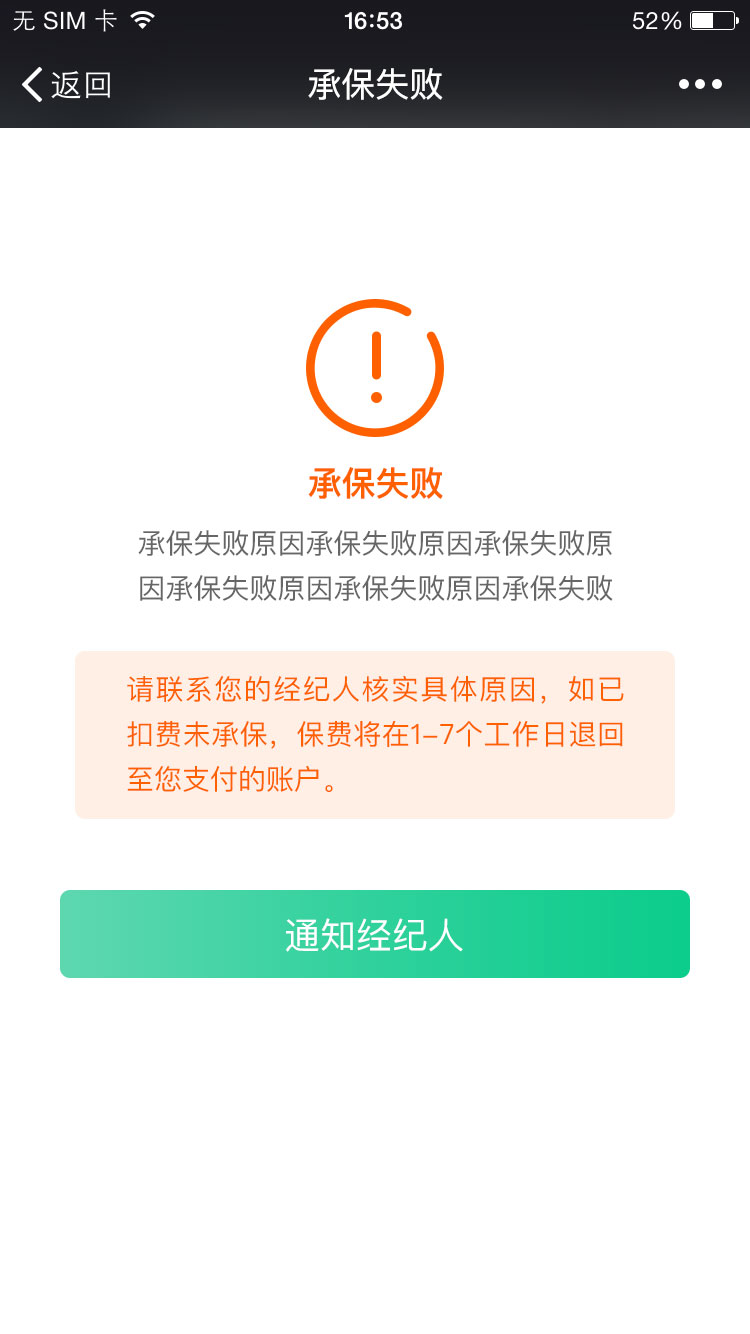 无 SIM 卡 16:53 52%
返回 承保失败
承保失败
承保失败原因承保失败原因承保失败原
因承保失败原因承保失败原因承保失败
请联系您的经纪人核实具体原因，如已
扣费未承保，保费将在1–7个工作日退回
至您支付的账户。
通知经纪人